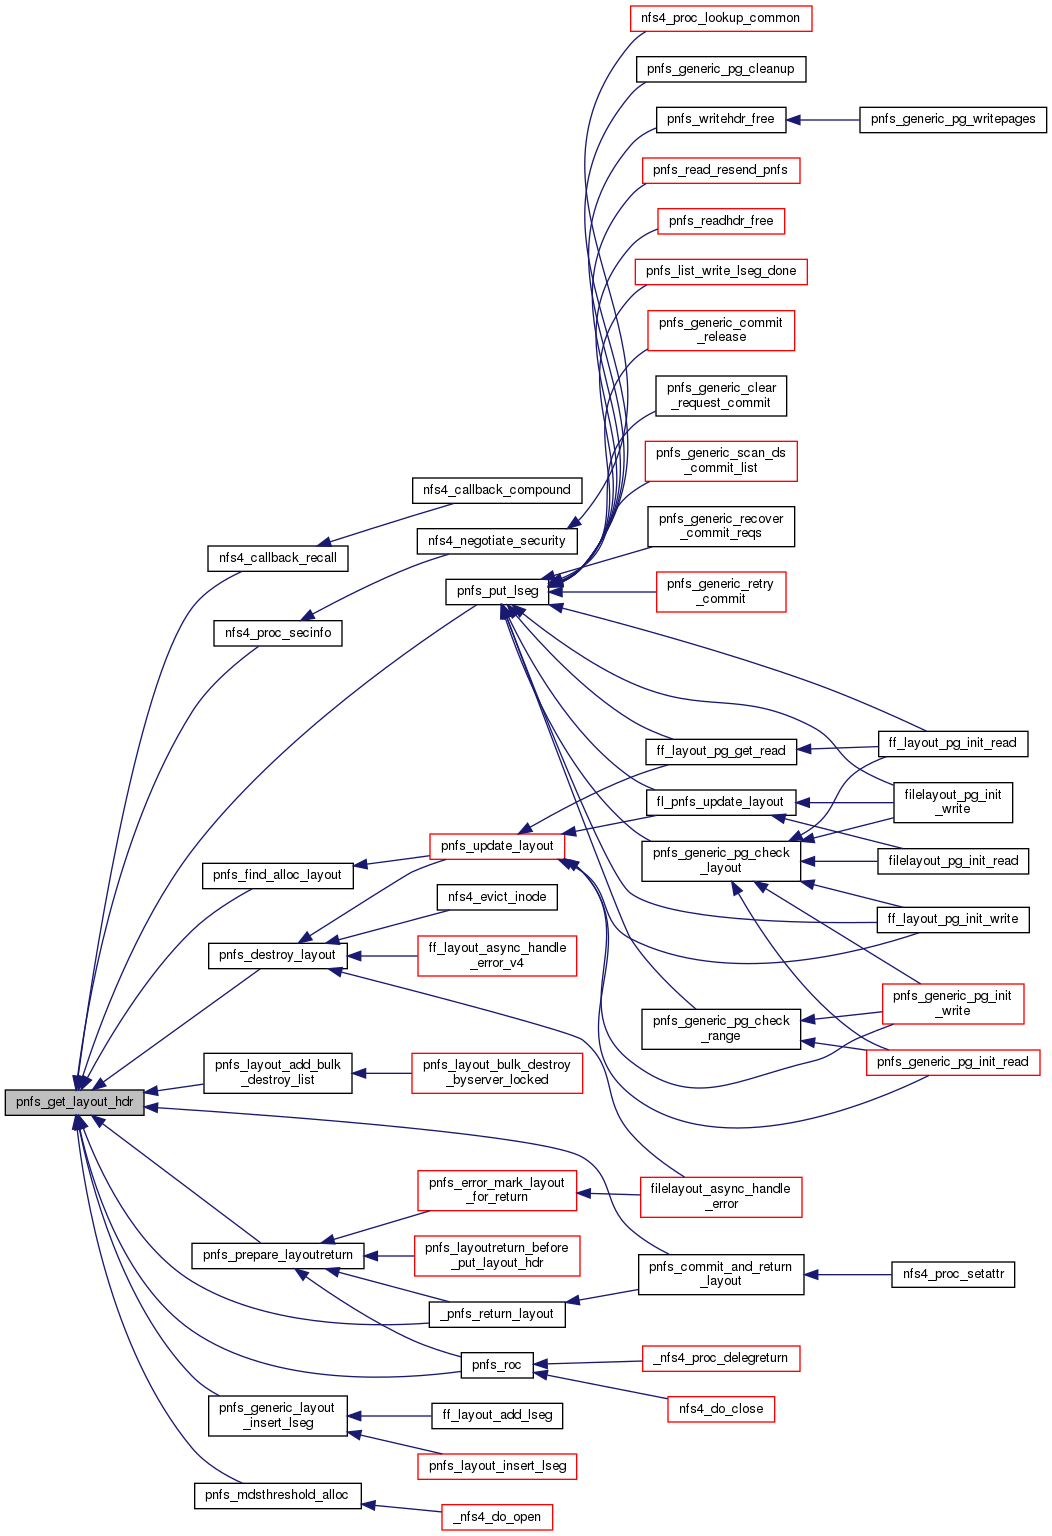 nfs4_proc_lookup_common
pnfs_generic_pg_cleanup
pnfs_writehdr_free
pnfs_generic_pg_writepages
pnfs_read_resend_pnfs
pnfs_readhdr_free
pnfs_list_write_lseg_done
pnfs_generic_commit
_release
pnfs_generic_clear
_request_commit
pnfs_generic_scan_ds
_commit_list
nfs4_callback_compound
pnfs_generic_recover
_commit_reqs
nfs4_negotiate_security
nfs4_callback_recall
pnfs_put_lseg
pnfs_generic_retry
_commit
nfs4_proc_secinfo
ff_layout_pg_get_read
ff_layout_pg_init_read
fl_pnfs_update_layout
filelayout_pg_init
_write
pnfs_update_layout
pnfs_generic_pg_check
_layout
filelayout_pg_init_read
pnfs_find_alloc_layout
nfs4_evict_inode
ff_layout_pg_init_write
pnfs_destroy_layout
ff_layout_async_handle
_error_v4
pnfs_generic_pg_init
_write
pnfs_generic_pg_check
_range
pnfs_generic_pg_init_read
pnfs_layout_add_bulk
_destroy_list
pnfs_layout_bulk_destroy
_byserver_locked
pnfs_get_layout_hdr
pnfs_error_mark_layout
_for_return
filelayout_async_handle
_error
pnfs_prepare_layoutreturn
pnfs_layoutreturn_before
_put_layout_hdr
pnfs_commit_and_return
_layout
nfs4_proc_setattr
_pnfs_return_layout
pnfs_roc
_nfs4_proc_delegreturn
nfs4_do_close
pnfs_generic_layout
_insert_lseg
ff_layout_add_lseg
pnfs_layout_insert_lseg
pnfs_mdsthreshold_alloc
_nfs4_do_open